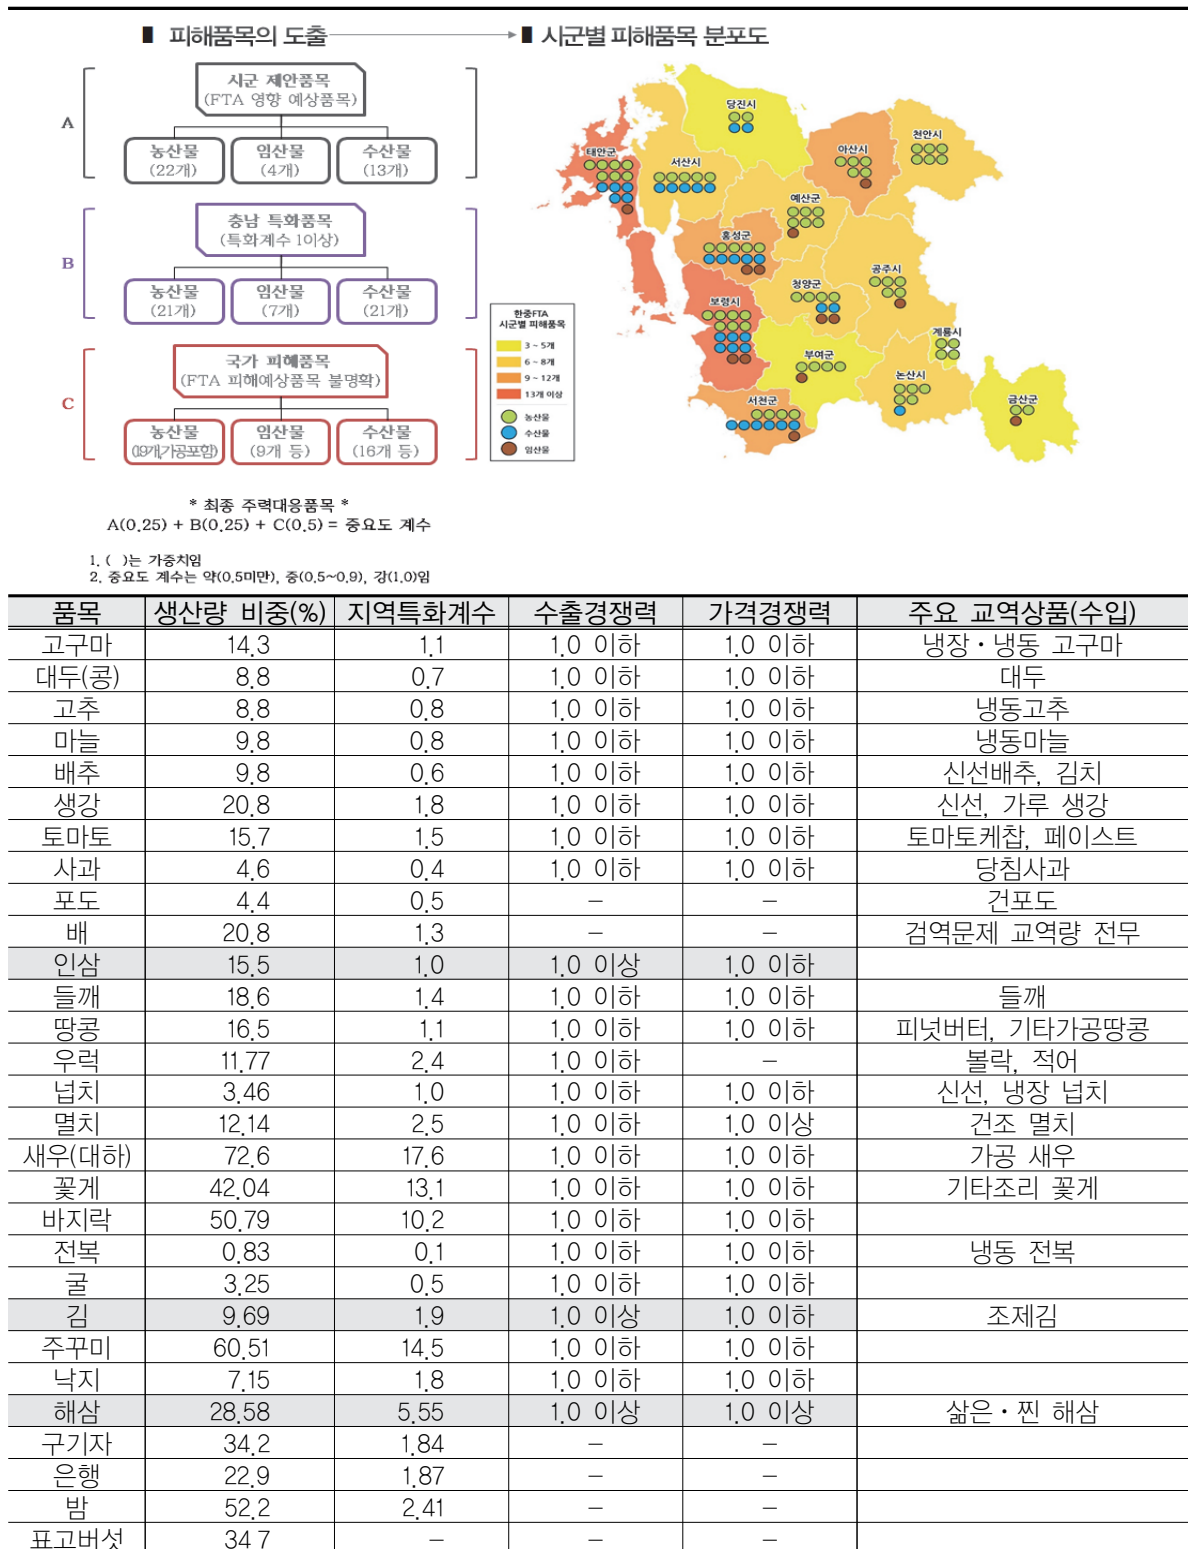 ∎ 피해품목의 도출
∎ 시군별 피해품목 분포도
A
시군 제안품목
(FTA 영향 예상품목)
농산물
(22개)
임산물
(4개)
수산물
(13개)
B
충남 특화품목
(특화계수 1이상)
농산물
(21개)
임산물
(7개)
수산물
(21개)
C
국가 피해품목
(FTA 피해예상품목 불명확)
농산물
(19개,가공포함)
임산물
(9개 등)
수산물
(16개 등)
* 최종 주력대응품목 *
A(0.25) + B(0.25) + C(0.5) = 중요도 계수
1. ( )는 가중치임
2. 중요도 계수는 약(0.5미만), 중(0.5~0.9), 강(1.0)임
당진시
천안시
아산시
태안군
서산시
예산군
홍성군
공주시
청양군
보령시
계룡시
부여군
논산시
서천군
금산군
한중FTA
시군별 피해품목
3 ~ 5개
6 ~ 8개
9 ~ 12개
13개 이상
농산물
수산물
임산물
품목 생산량 비중(%) 지역특화계수 수출경쟁력 가격경쟁력 주요 교역상품(수입)
고구마 14.3 1.1 1.0 이하 1.0 이하 냉장・냉동 고구마
대두(콩) 8.8 0.7 1.0 이하 1.0 이하 대두
고추 8.8 0.8 1.0 이하 1.0 이하 냉동고추
마늘 9.8 0.8 1.0 이하 1.0 이하 냉동마늘
배추 9.8 0.6 1.0 이하 1.0 이하 신선배추, 김치
생강 20.8 1.8 1.0 이하 1.0 이하 신선, 가루 생강
토마토 15.7 1.5 1.0 이하 1.0 이하 토마토케찹, 페이스트
사과 4.6 0.4 1.0 이하 1.0 이하 당침사과
포도 4.4 0.5 – – 건포도
배 20.8 1.3 – – 검역문제 교역량 전무
인삼 15.5 1.0 1.0 이상 1.0 이하
들깨 18.6 1.4 1.0 이하 1.0 이하 들깨
땅콩 16.5 1.1 1.0 이하 1.0 이하 피넛버터, 기타가공땅콩
우럭 11.77 2.4 1.0 이하 – 볼락, 적어
넙치 3.46 1.0 1.0 이하 1.0 이하 신선, 냉장 넙치
멸치 12.14 2.5 1.0 이하 1.0 이상 건조 멸치
새우(대하) 72.6 17.6 1.0 이하 1.0 이하 가공 새우
꽃게 42.04 13.1 1.0 이하 1.0 이하 기타조리 꽃게
바지락 50.79 10.2 1.0 이하 1.0 이하
전복 0.83 0.1 1.0 이하 1.0 이하 냉동 전복
굴 3.25 0.5 1.0 이하 1.0 이하
김 9.69 1.9 1.0 이상 1.0 이하 조제김
주꾸미 60.51 14.5 1.0 이하 1.0 이하
낙지 7.15 1.8 1.0 이하 1.0 이하
해삼 28.58 5.55 1.0 이상 1.0 이상 삶은・찐 해삼
구기자 34.2 1.84 – –
은행 22.9 1.87 – –
밤 52.2 2.41 – –
표고버섯 34.7 – – –